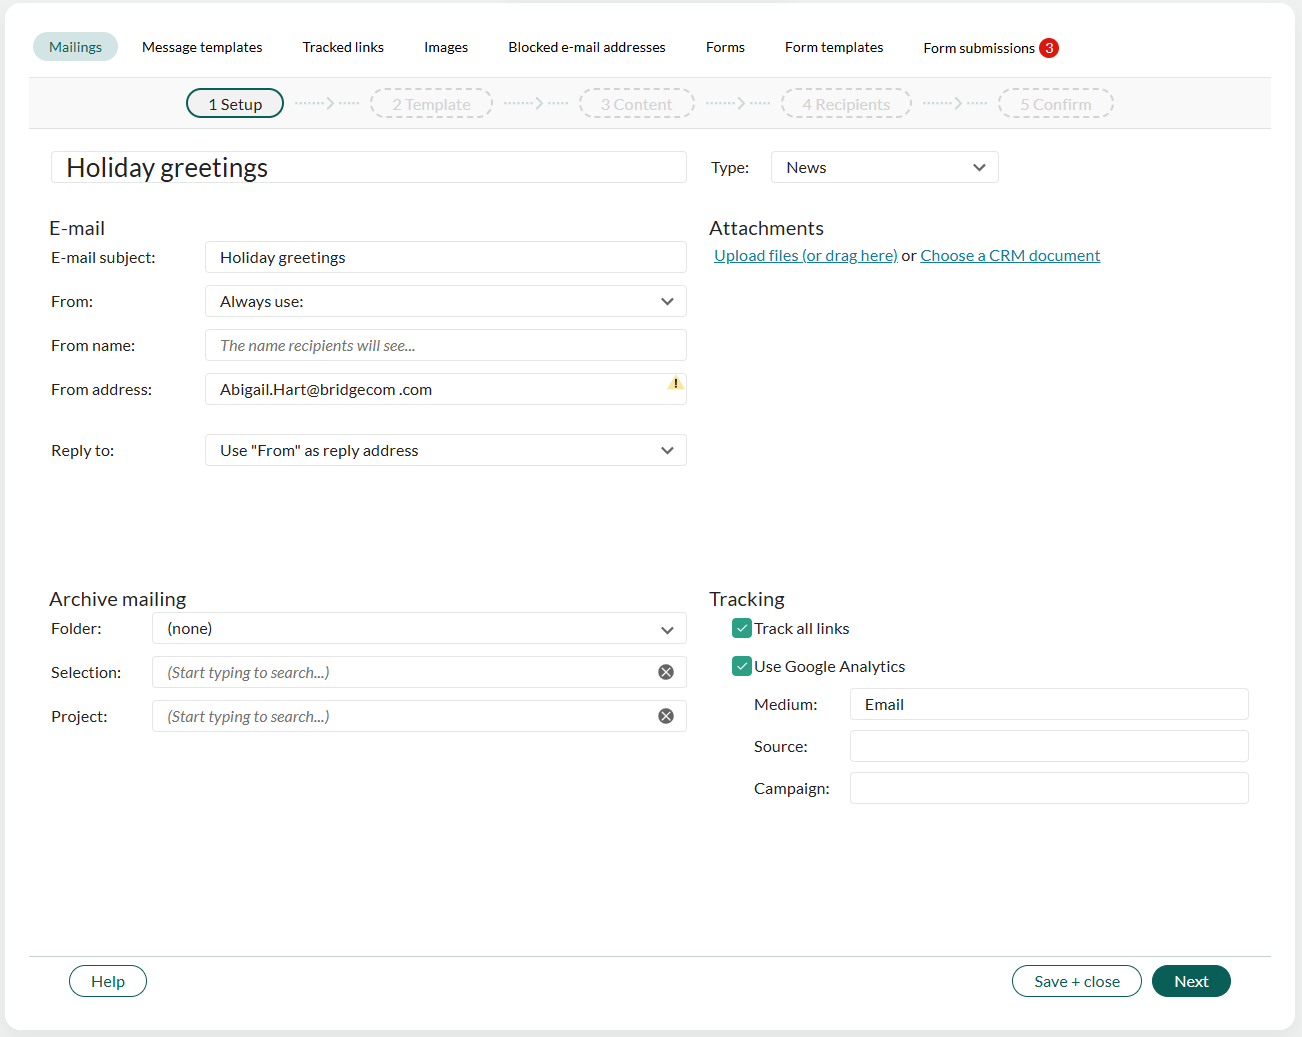 Mailings Message templates Tracked links Images Blocked e-mail addresses Forms Form templates Form submissions 3
1 Setup 2 Template 3 Content 4 Recipients 5 Confirm
Holiday greetings
Type: News
E-mail
E-mail subject: Holiday greetings
From: Always use:
From name: The name recipients will see...
From address: Abigail.Hart@bridgecom .com
Reply to: Use "From" as reply address
Attachments
Upload files (or drag here) or Choose a CRM document
Archive mailing
Folder: (none)
Selection: (Start typing to search...)
Project: (Start typing to search...)
Tracking
Track all links
Use Google Analytics
Medium: Email
Source:
Campaign:
Help Save + close Next